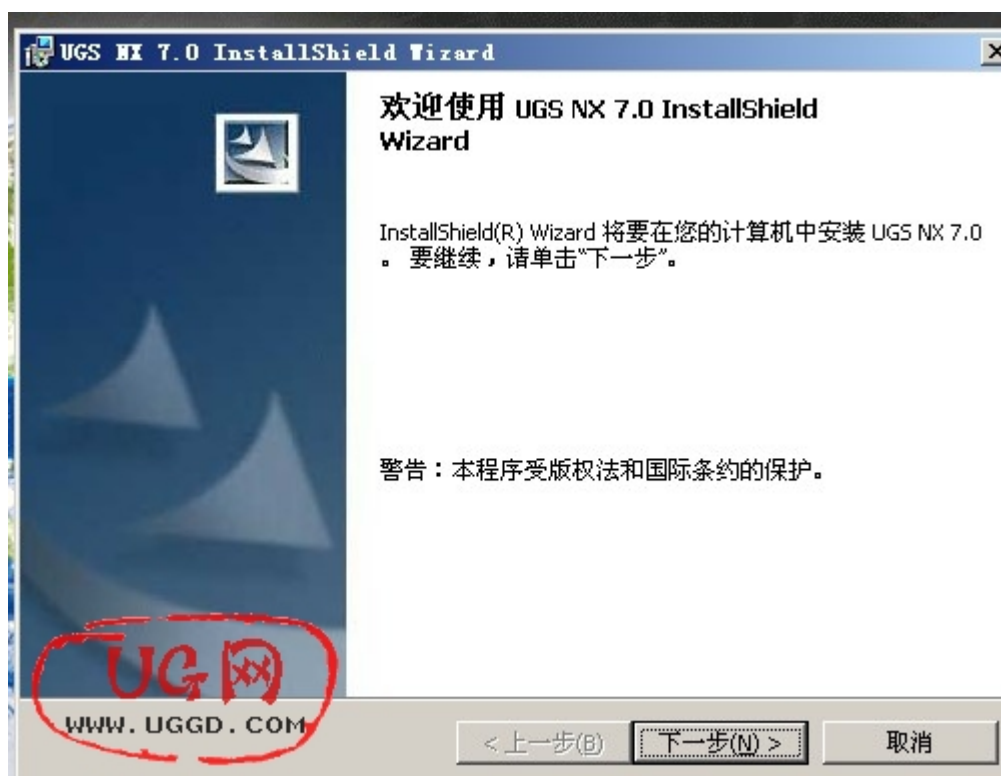 UGS NX 7.0 InstallShield Wizard
欢迎使用 UGS NX 7.0 InstallShield
Wizard
InstallShield(R) Wizard 将要在您的计算机中安装 UGS NX 7.0
。 要继续，请单击“下一步”。
警告：本程序受版权法和国际条约的保护。
UG网
WWW.UGGD.COM
< 上一步(B)
下一步(N) >
取消